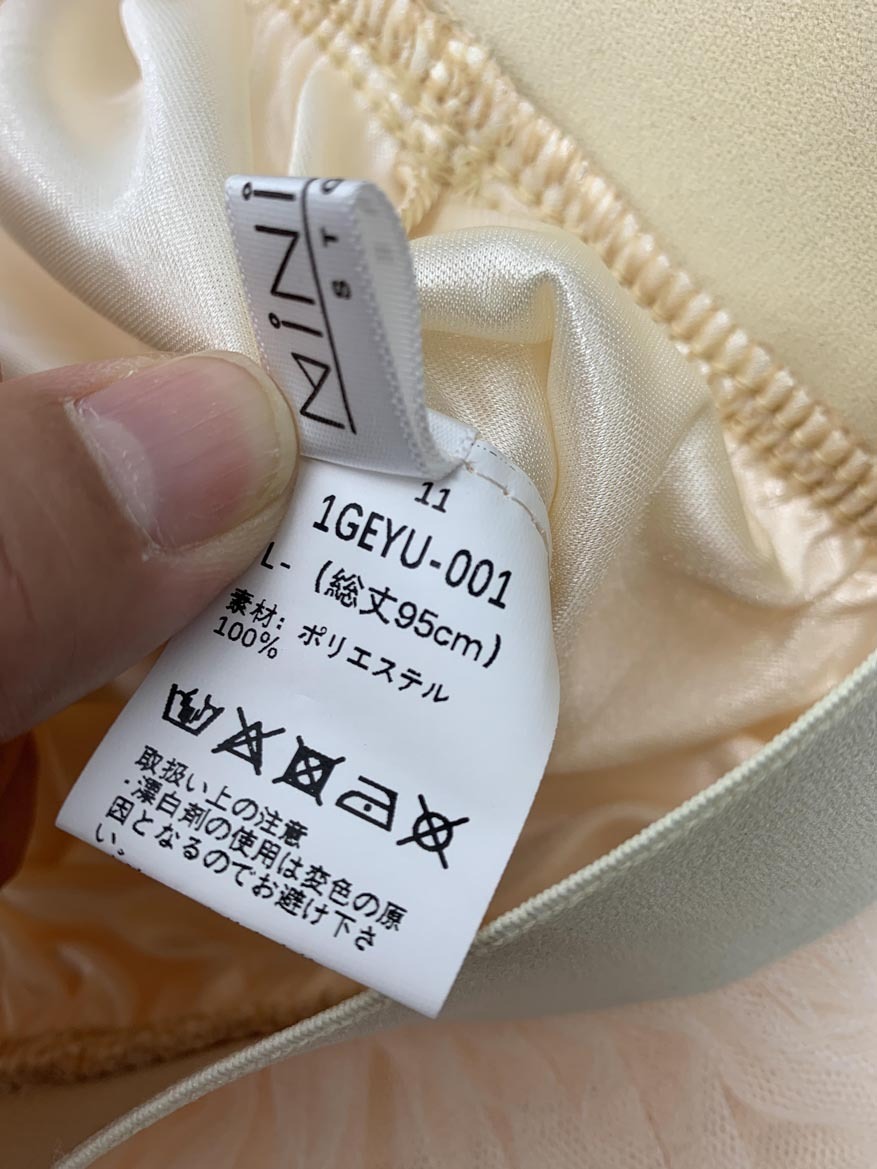 MiNi
ST
11
1GEYU-001
L- (総丈95cm)
素材: ポリエステル
100%
取扱い上の注意
・漂白剤の使用は変色の原
因となるのでお避け下さ
い。